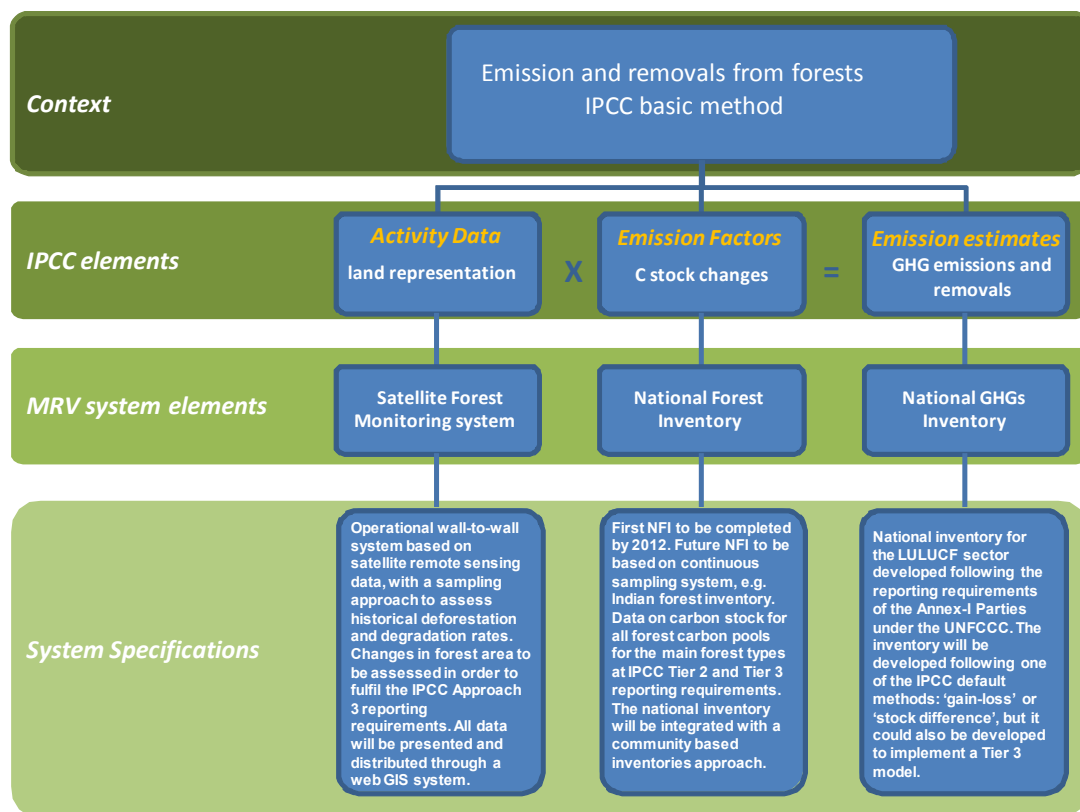 Context
Emission and removals from forests
IPCC basic method
IPCC elements
Activity Data
land representation
X
Emission Factors
C stock changes
=
Emission estimates
GHG emissions and
removals
MRV system elements
Satellite Forest
Monitoring system
National Forest
Inventory
National GHGs
Inventory
System Specifications
Operational wall-to-wall
system based on
satellite remote sensing
data, with a sampling
approach to assess
historical deforestation
and degradation rates.
Changes in forest area to
be assessed in order to
fulfil the IPCC Approach
3 reporting
requirements. All data
will be presented and
distributed through a
web GIS system.
First NFI to be completed
by 2012. Future NFI to be
based on continuous
sampling system, e.g.
Indian forest inventory.
Data on carbon stock for
all forest carbon pools
for the main forest types
at IPCC Tier 2 and Tier 3
reporting requirements.
The national inventory
will be integrated with a
community based
inventories approach.
National inventory for
the LULUCF sector
developed following the
reporting requirements
of the Annex-I Parties
under the UNFCCC. The
inventory will be
developed following one
of the IPCC default
methods: ‘gain-loss’ or
‘stock difference’, but it
could also be developed
to implement a Tier 3
model.